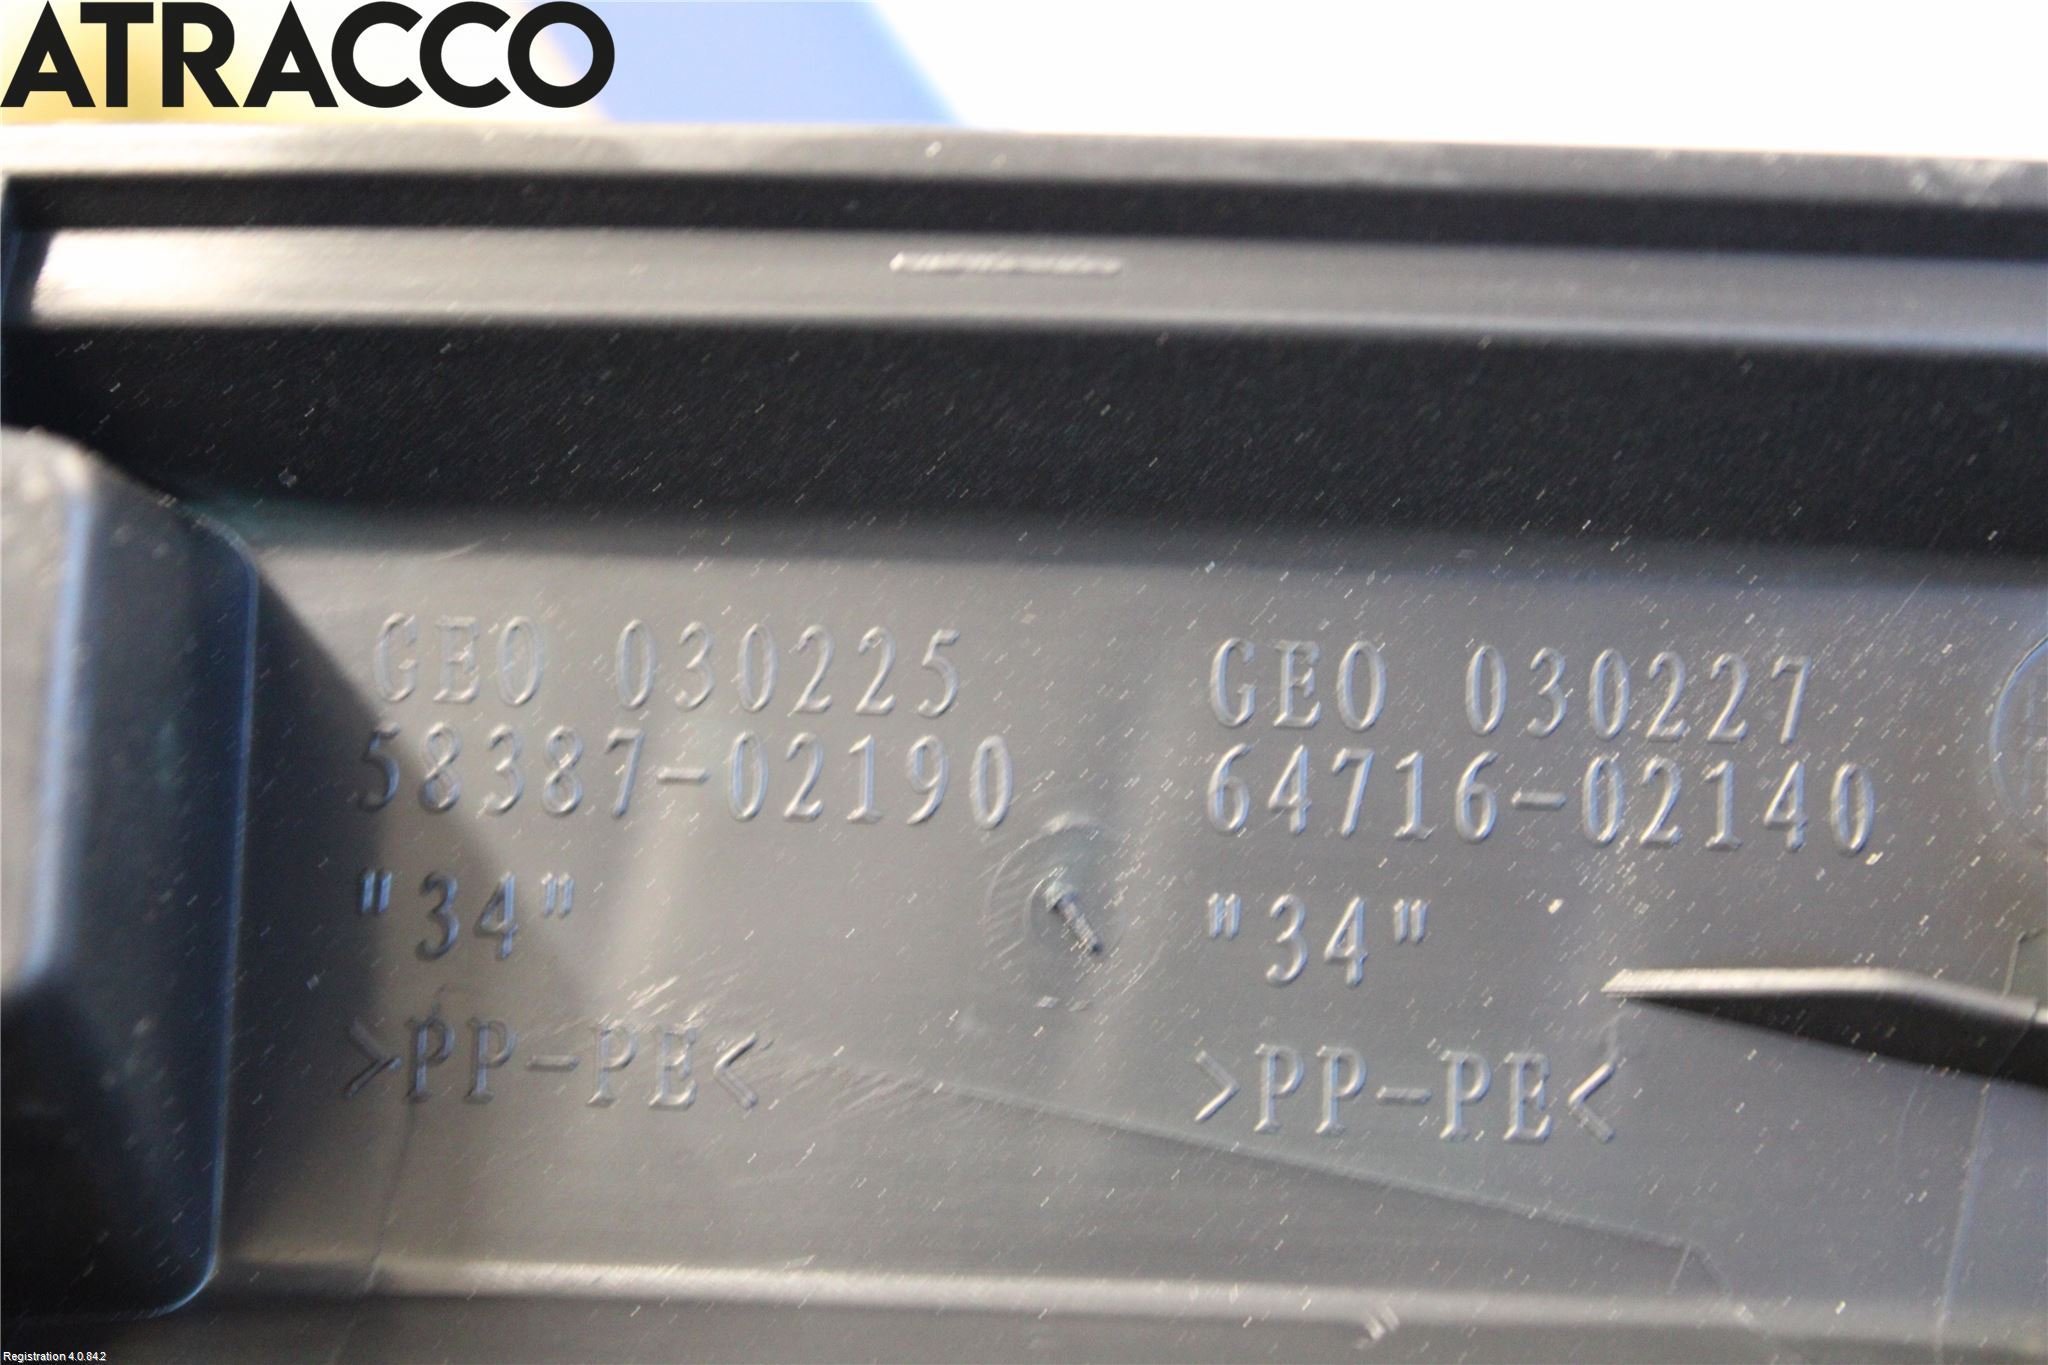 ATRACCO
GEO 030225
58387-02190
"34"
>PP-PE<
GEO 030227
64716-02140
"34"
>PP-PE<
Registration 4.0.84.2